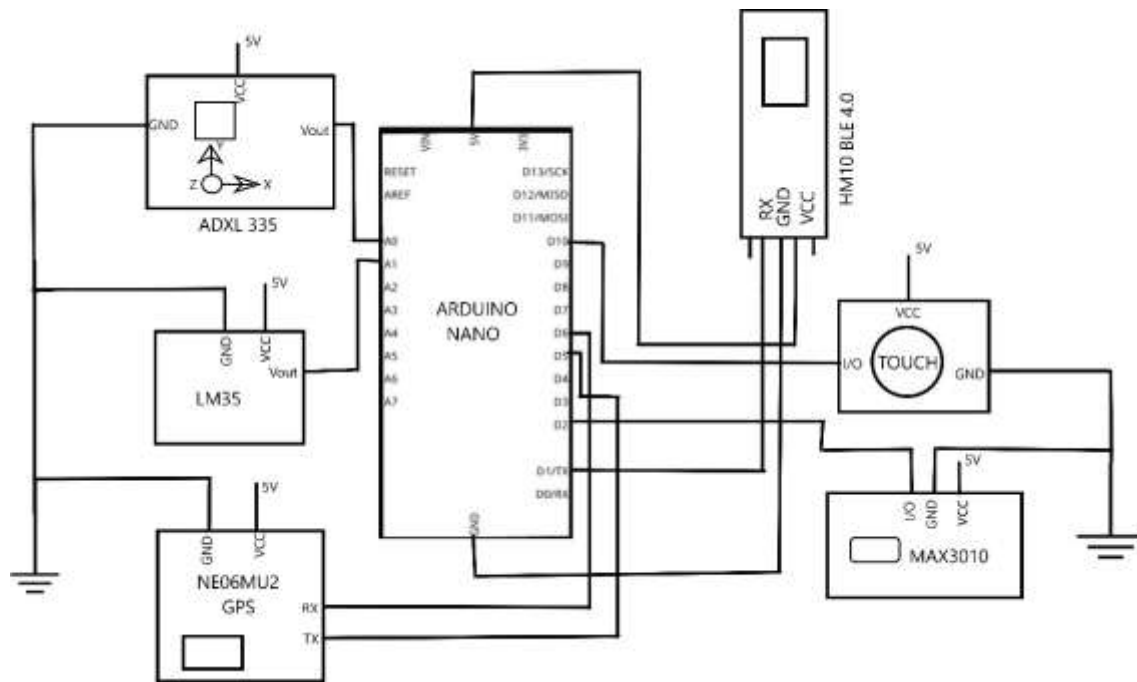 5V
VCC
GND
Vout
Z
Y
X
ADXL 335
5V
GND
VCC
Vout
LM35
5V
GND
VCC
NE06MU2
GPS
RX
TX
VIN
5V
3V3
RESET
AREF
A0
A1
A2
A3
A4
A5
A6
A7
ARDUINO
NANO
D13/SCK
D12/MISO
D11/MOSI
D10
D9
D8
D7
D6
D5
D4
D3
D2
D1/TX
D0/RX
GND
RX
GND
VCC
HM10 BLE 4.0
5V
VCC
I/O
TOUCH
GND
5V
I/O
GND
VCC
MAX3010